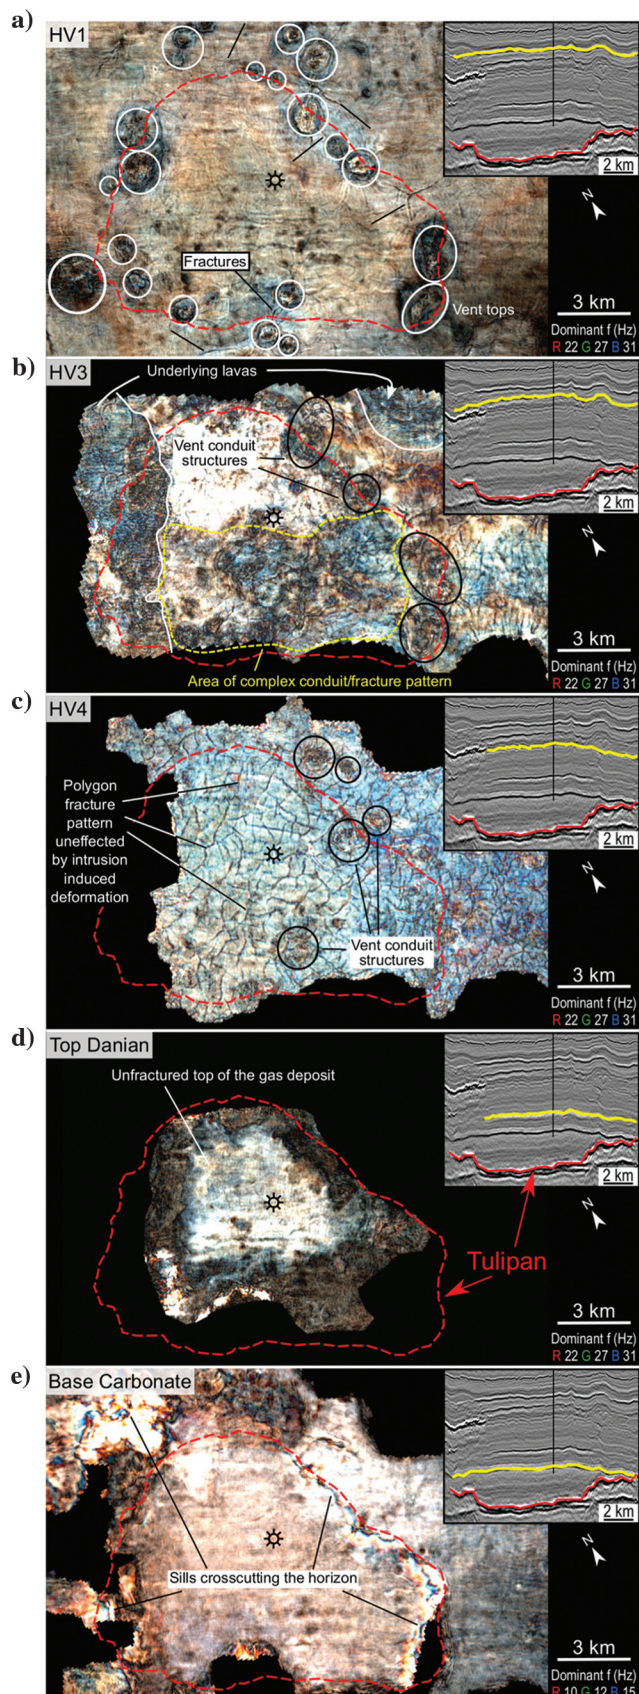 a)
HV1
2 km
N
Fractures
Vent tops
3 km
Dominant f (Hz)
R 22 G 27 B 31
b)
HV3
Underlying lavas
Vent conduit
structures
2 km
N
3 km
Area of complex conduit/fracture pattern
Dominant f (Hz)
R 22 G 27 B 31
c)
HV4
2 km
Polygon
fracture
pattern
uneffected
by intrusion
induced
deformation
N
Vent conduit
structures
3 km
Dominant f (Hz)
R 22 G 27 B 31
d)
Top Danian
Unfractured top of the gas deposit
2 km
N
Tulipan
3 km
Dominant f (Hz)
R 22 G 27 B 31
e)
Base Carbonate
2 km
N
Sills crosscutting the horizon
3 km
Dominant f (Hz)
R 10 G 12 B 15